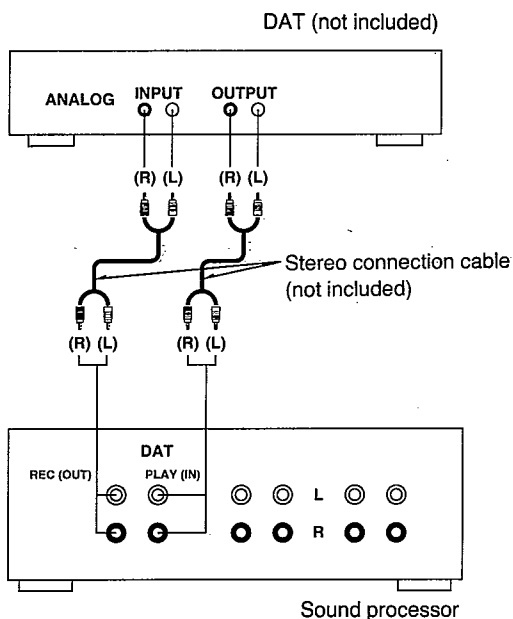 DAT (not included)
ANALOG INPUT OUTPUT
(R) (L) (R) (L)
Stereo connection cable
(not included)
(R) (L) (R) (L)
DAT
REC (OUT) PLAY (IN)
L
R
Sound processor